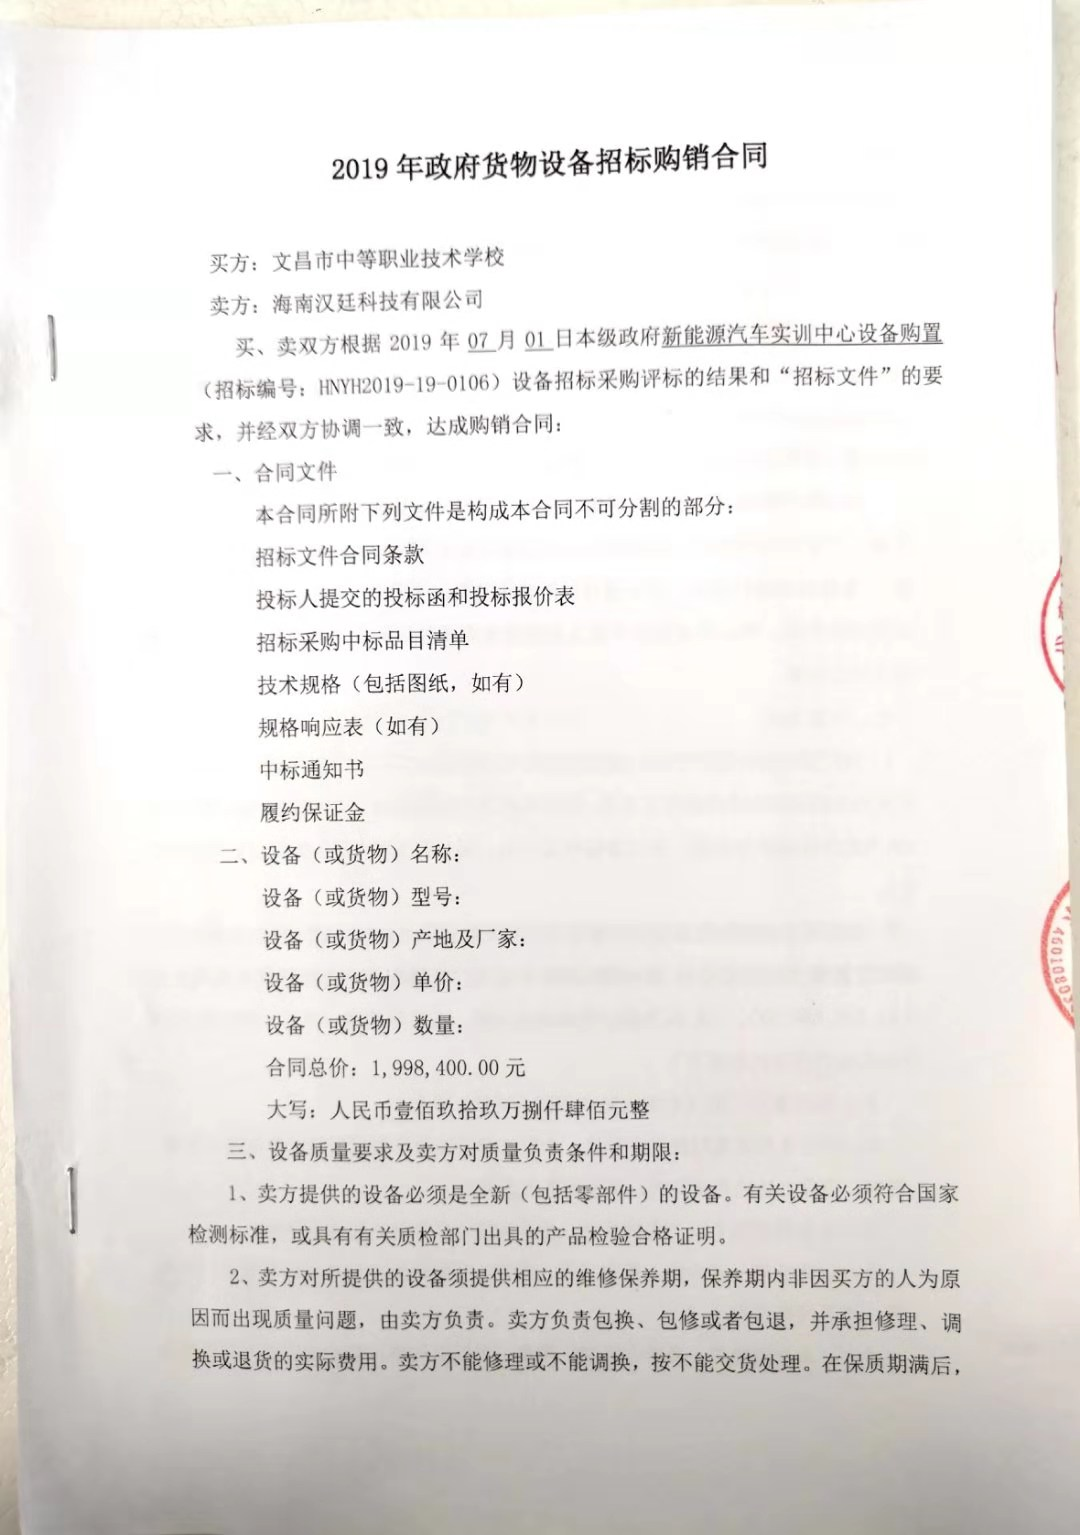 2019 年政府货物设备招标购销合同
买方：文昌市中等职业技术学校
卖方：海南汉廷科技有限公司
买、卖双方根据 2019 年 07 月 01 日本级政府新能源汽车实训中心设备购置
（招标编号：HNYH2019-19-0106）设备招标采购评标的结果和“招标文件”的要
求，并经双方协调一致，达成购销合同：
一、合同文件
本合同所附下列文件是构成本合同不可分割的部分：
招标文件合同条款
投标人提交的投标函和投标报价表
招标采购中标品目清单
技术规格（包括图纸，如有）
规格响应表（如有）
中标通知书
履约保证金
二、设备（或货物）名称：
设备（或货物）型号：
设备（或货物）产地及厂家：
设备（或货物）单价：
设备（或货物）数量：
合同总价：1,998,400.00 元
大写：人民币壹佰玖拾玖万捌仟肆佰元整
三、设备质量要求及卖方对质量负责条件和期限：
1、卖方提供的设备必须是全新（包括零部件）的设备。有关设备必须符合国家
检测标准，或具有有关质检部门出具的产品检验合格证明。
2、卖方对所提供的设备须提供相应的维修保养期，保养期内非因买方的人为原
因而出现质量问题，由卖方负责。卖方负责包换、包修或者包退，并承担修理、调
换或退货的实际费用。卖方不能修理或不能调换，按不能交货处理。在保质期满后，